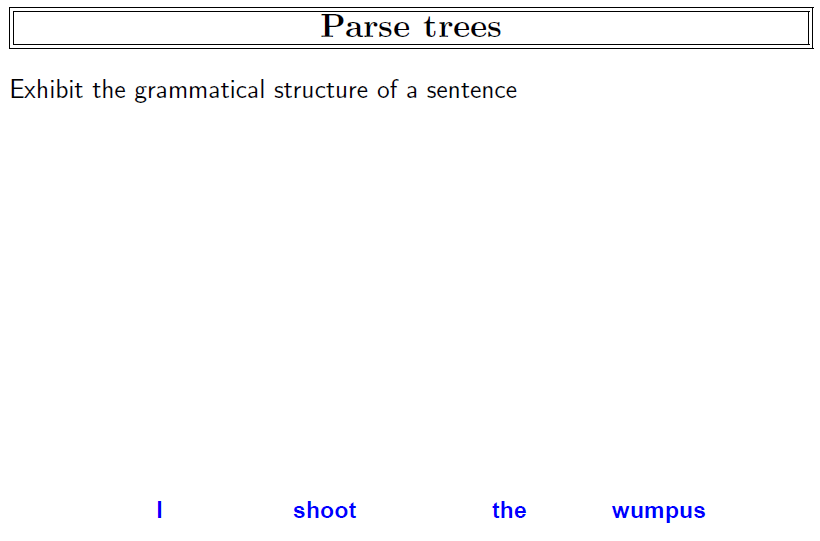 Parse trees
Exhibit the grammatical structure of a sentence
I shoot the wumpus